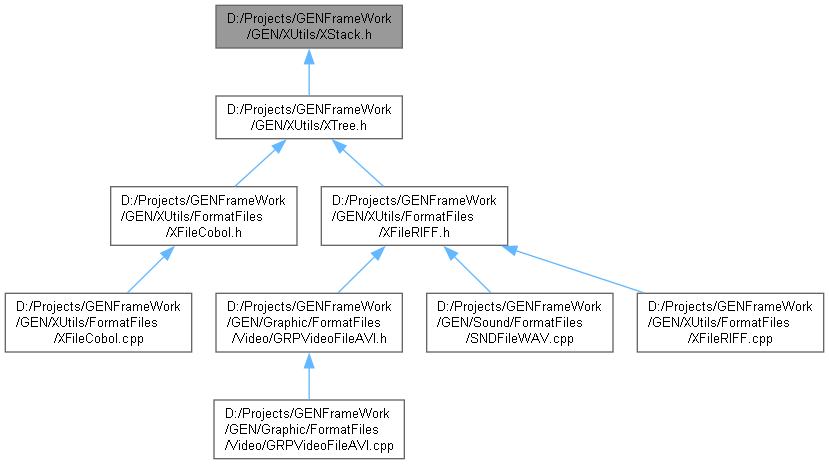 D:/Projects/GENFrameWork
/GEN/XUtils/XStack.h
D:/Projects/GENFrameWork
/GEN/XUtils/XTree.h
D:/Projects/GENFrameWork
/GEN/XUtils/FormatFiles
/XFileCobol.h
D:/Projects/GENFrameWork
/GEN/XUtils/FormatFiles
/XFileRIFF.h
D:/Projects/GENFrameWork
/GEN/XUtils/FormatFiles
/XFileCobol.cpp
D:/Projects/GENFrameWork
/GEN/Graphic/FormatFiles
/Video/GRPVideoFileAVI.h
D:/Projects/GENFrameWork
/GEN/Sound/FormatFiles
/SNDFileWAV.cpp
D:/Projects/GENFrameWork
/GEN/XUtils/FormatFiles
/XFileRIFF.cpp
D:/Projects/GENFrameWork
/GEN/Graphic/FormatFiles
/Video/GRPVideoFileAVI.cpp